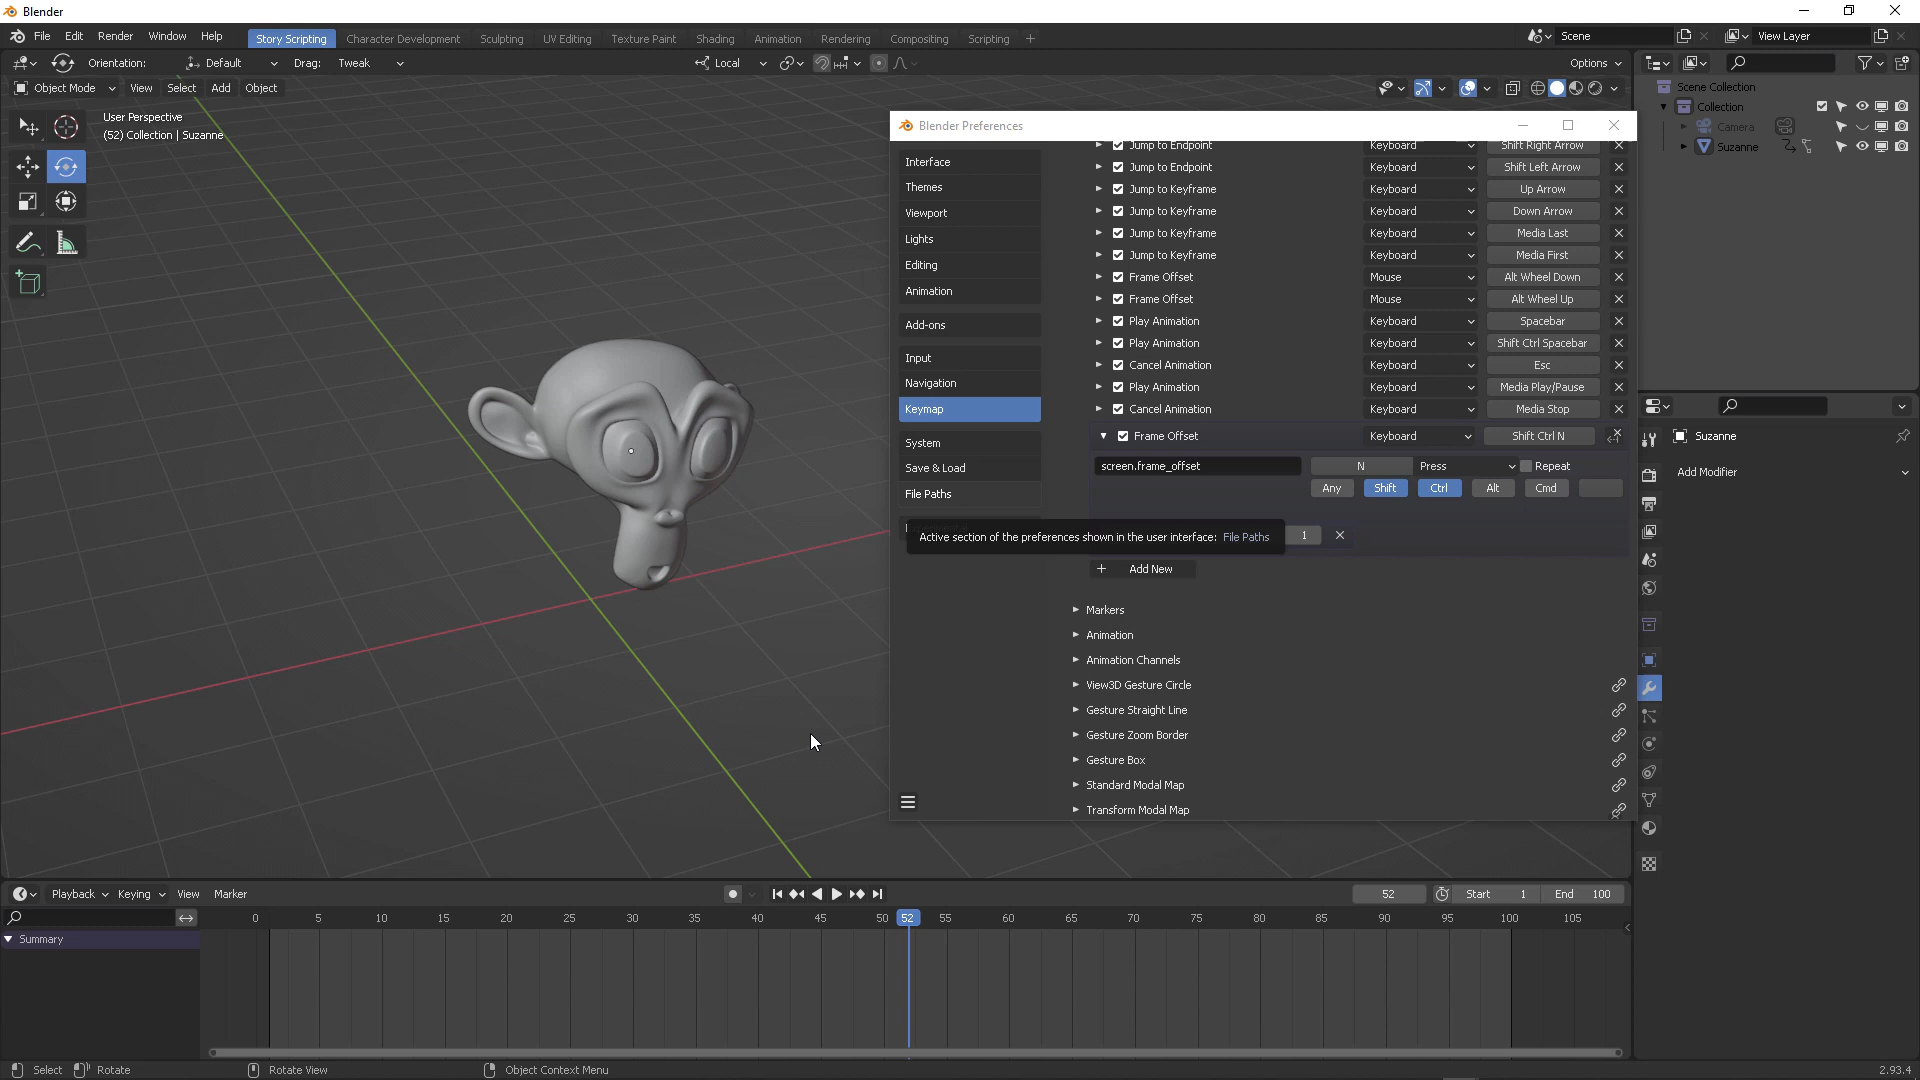 Blender
File Edit Render Window Help Story Scripting Character Development Sculpting UV Editing Texture Paint Shading Animation Rendering Compositing Scripting + Scene View Layer
Orientation: Default Drag: Tweak Local Options
Object Mode View Select Add Object
User Perspective
(52) Collection | Suzanne
Scene Collection
Collection
Camera
Suzanne
Blender Preferences
Interface
Themes
Viewport
Lights
Editing
Animation
Add-ons
Input
Navigation
Keymap
System
Save & Load
File Paths
Jump to Endpoint Keyboard Shift Right Arrow
Jump to Endpoint Keyboard Shift Left Arrow
Jump to Keyframe Keyboard Up Arrow
Jump to Keyframe Keyboard Down Arrow
Jump to Keyframe Keyboard Media Last
Jump to Keyframe Keyboard Media First
Frame Offset Mouse Alt Wheel Down
Frame Offset Mouse Alt Wheel Up
Play Animation Keyboard Spacebar
Play Animation Keyboard Shift Ctrl Spacebar
Cancel Animation Keyboard Esc
Play Animation Keyboard Media Play/Pause
Cancel Animation Keyboard Media Stop
Frame Offset Keyboard Shift Ctrl N
screen.frame_offset N Press Repeat
Any Shift Ctrl Alt Cmd
Active section of the preferences shown in the user interface: File Paths
1
+ Add New
Markers
Animation
Animation Channels
View3D Gesture Circle
Gesture Straight Line
Gesture Zoom Border
Gesture Box
Standard Modal Map
Transform Modal Map
Suzanne
Add Modifier
Playback Keying View Marker 52 Start 1 End 100
0 5 10 15 20 25 30 35 40 45 50 52 55 60 65 70 75 80 85 90 95 100 105
Summary
Select Rotate Rotate View Object Context Menu 2.93.4